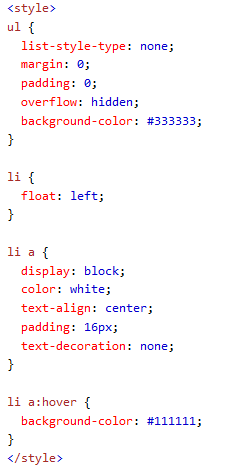 <style>
ul {
  list-style-type: none;
  margin: 0;
  padding: 0;
  overflow: hidden;
  background-color: #333333;
}

li {
  float: left;
}

li a {
  display: block;
  color: white;
  text-align: center;
  padding: 16px;
  text-decoration: none;
}

li a:hover {
  background-color: #111111;
}
</style>